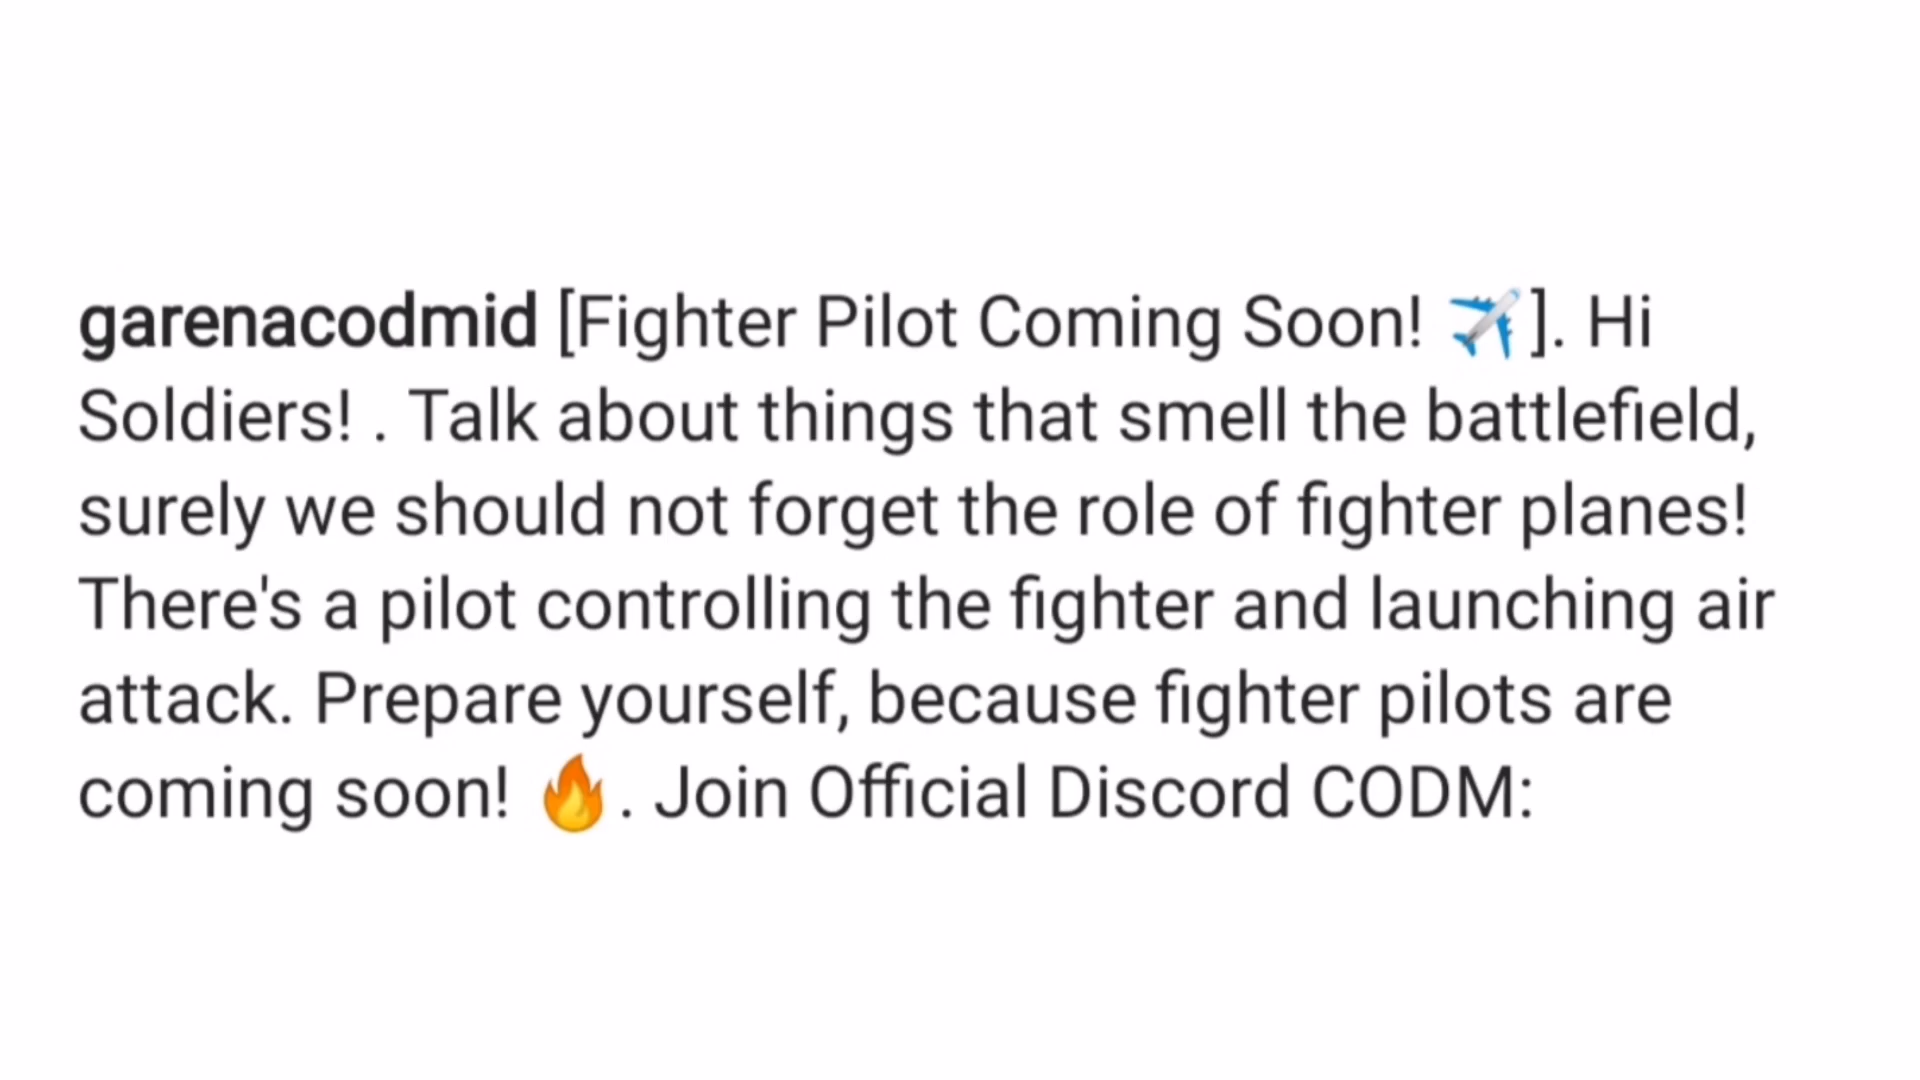 garenacodmid [Fighter Pilot Coming Soon! ✈️]. Hi
Soldiers! . Talk about things that smell the battlefield,
surely we should not forget the role of fighter planes!
There's a pilot controlling the fighter and launching air
attack. Prepare yourself, because fighter pilots are
coming soon! 🔥. Join Official Discord CODM: